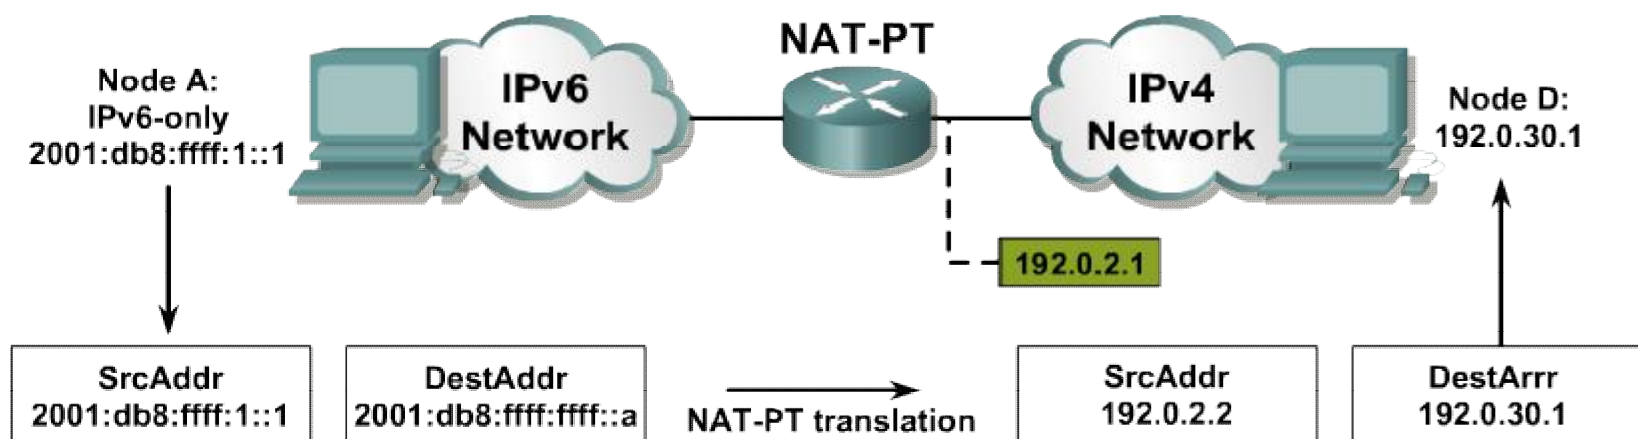 NAT-PT
Node A:
IPv6-only
2001:db8:ffff:1::1
IPv6
Network
IPv4
Network
Node D:
192.0.30.1
192.0.2.1
SrcAddr
2001:db8:ffff:1::1
DestAddr
2001:db8:ffff:ffff::a
NAT-PT translation
SrcAddr
192.0.2.2
DestArrr
192.0.30.1